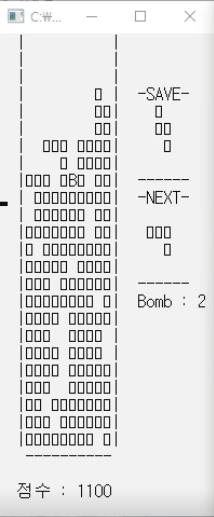 C:₩...
-SAVE-
B
-NEXT-
Bomb : 2
점수 : 1100